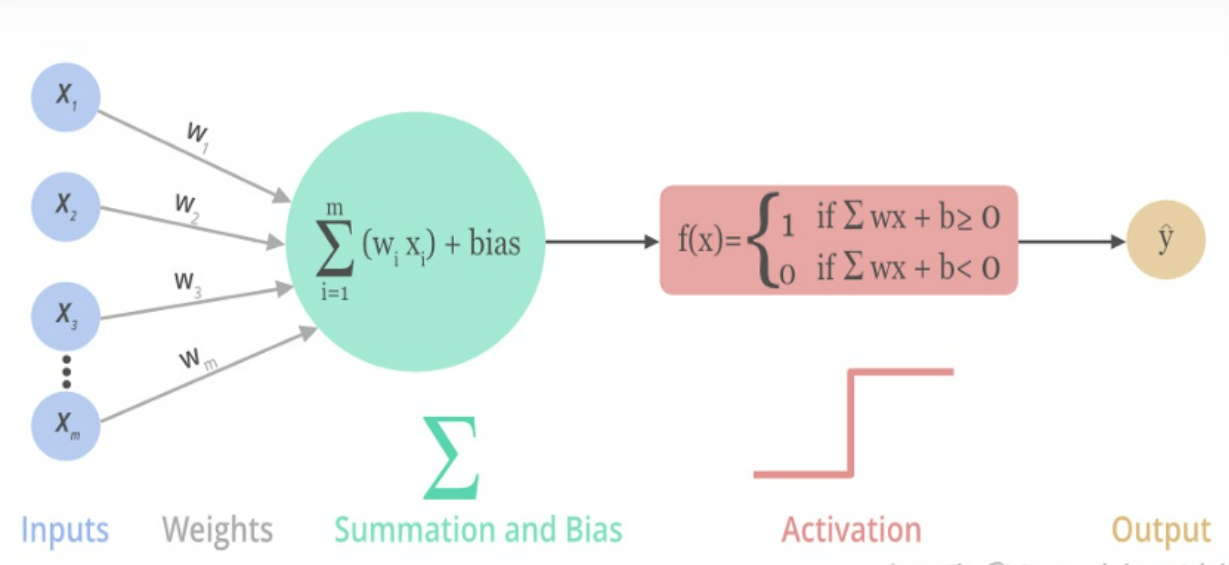 X₁
w₁
X₂
w₂
X₃
w₃
Xₘ
wₘ
m
∑ (wᵢ xᵢ) + bias
i=1
f(x)= { 1 if ∑ wx + b ≥ 0
0 if ∑ wx + b < 0
ŷ
∑
Inputs Weights Summation and Bias Activation Output